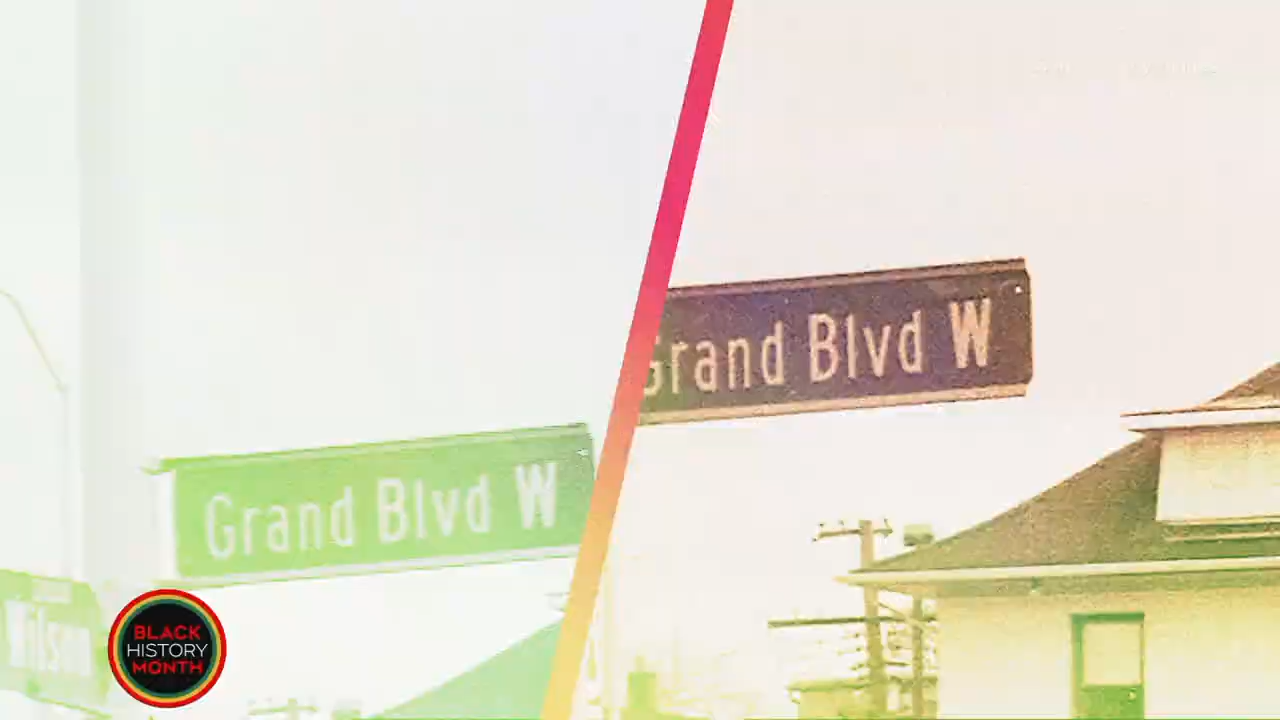 Grand Blvd W
Grand Blvd W
Wilson
BLACK
HISTORY
MONTH